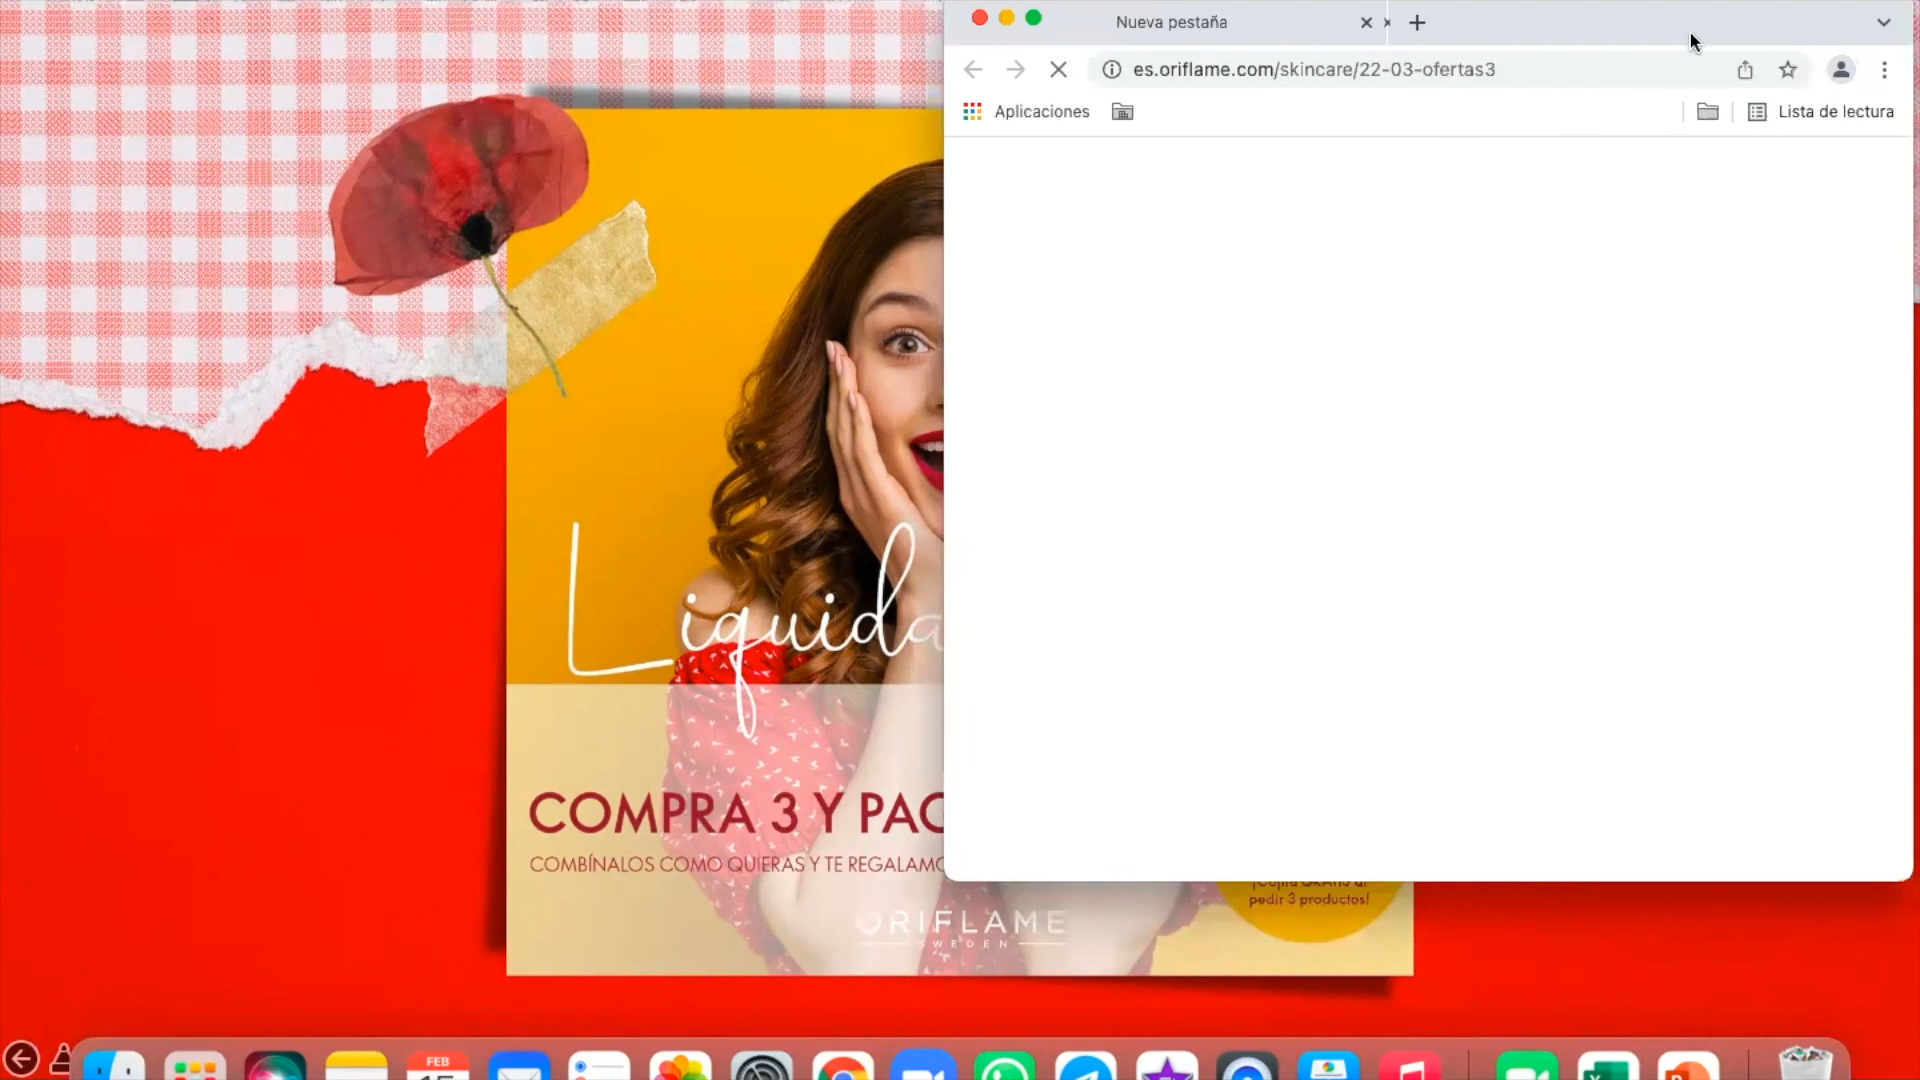 Nueva pestaña
es.oriflame.com/skincare/22-03-ofertas3
Aplicaciones
Lista de lectura
Liquida
COMPRA 3 Y PAG
COMBÍNALOS COMO QUIERAS Y TE REGALAMO
pedir 3 productos!
ORIFLAME
SWEDEN
FEB